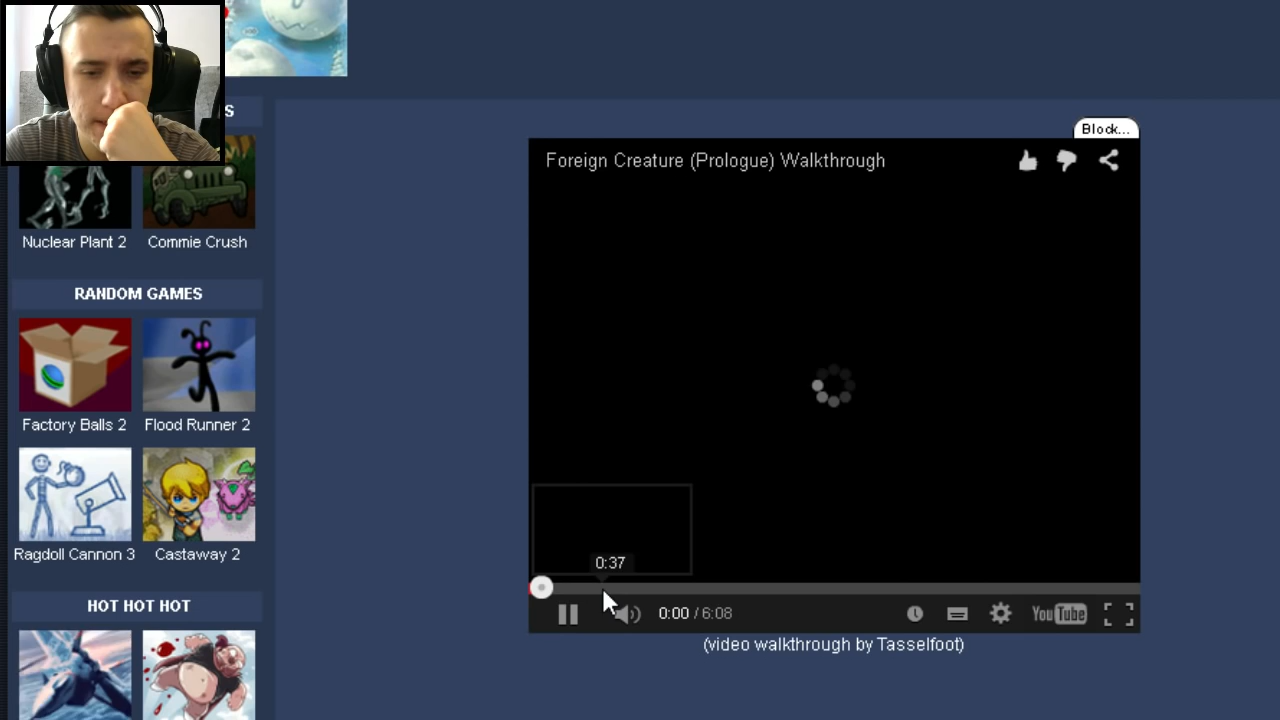 S
Block...
Foreign Creature (Prologue) Walkthrough
Nuclear Plant 2
Commie Crush
RANDOM GAMES
Factory Balls 2
Flood Runner 2
Ragdoll Cannon 3
Castaway 2
0:37
0:00 / 6:08
YouTube
HOT HOT HOT
(video walkthrough by Tasselfoot)